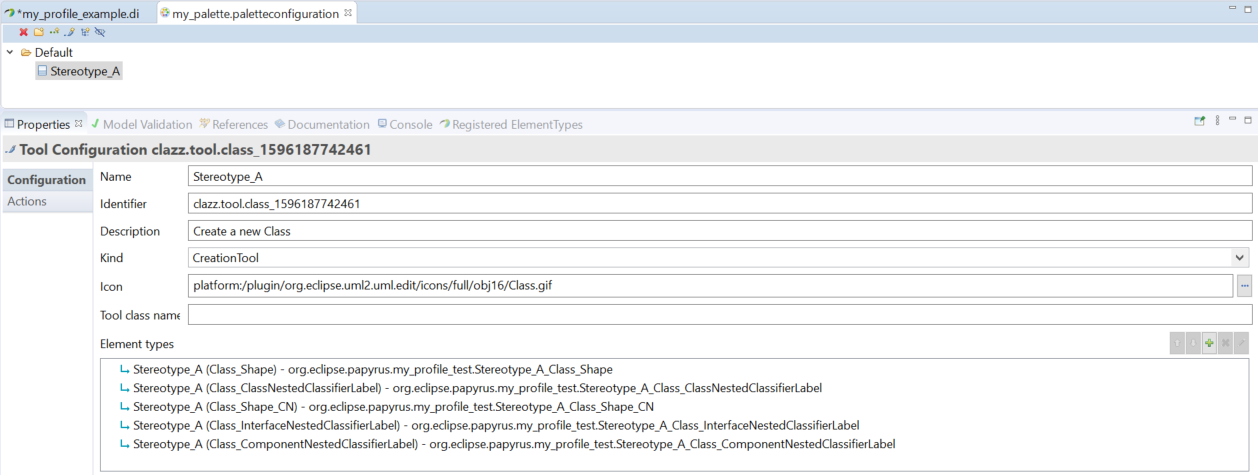 *my_profile_example.di my_palette.paletteconfiguration
Default
Stereotype_A
Properties Model Validation References Documentation Console Registered ElementTypes
Tool Configuration clazz.tool.class_1596187742461
Configuration
Actions
Name Stereotype_A
Identifier clazz.tool.class_1596187742461
Description Create a new Class
Kind CreationTool
Icon platform:/plugin/org.eclipse.uml2.uml.edit/icons/full/obj16/Class.gif
Tool class name
Element types
Stereotype_A (Class_Shape) - org.eclipse.papyrus.my_profile_test.Stereotype_A_Class_Shape
Stereotype_A (Class_ClassNestedClassifierLabel) - org.eclipse.papyrus.my_profile_test.Stereotype_A_Class_ClassNestedClassifierLabel
Stereotype_A (Class_Shape_CN) - org.eclipse.papyrus.my_profile_test.Stereotype_A_Class_Shape_CN
Stereotype_A (Class_InterfaceNestedClassifierLabel) - org.eclipse.papyrus.my_profile_test.Stereotype_A_Class_InterfaceNestedClassifierLabel
Stereotype_A (Class_ComponentNestedClassifierLabel) - org.eclipse.papyrus.my_profile_test.Stereotype_A_Class_ComponentNestedClassifierLabel